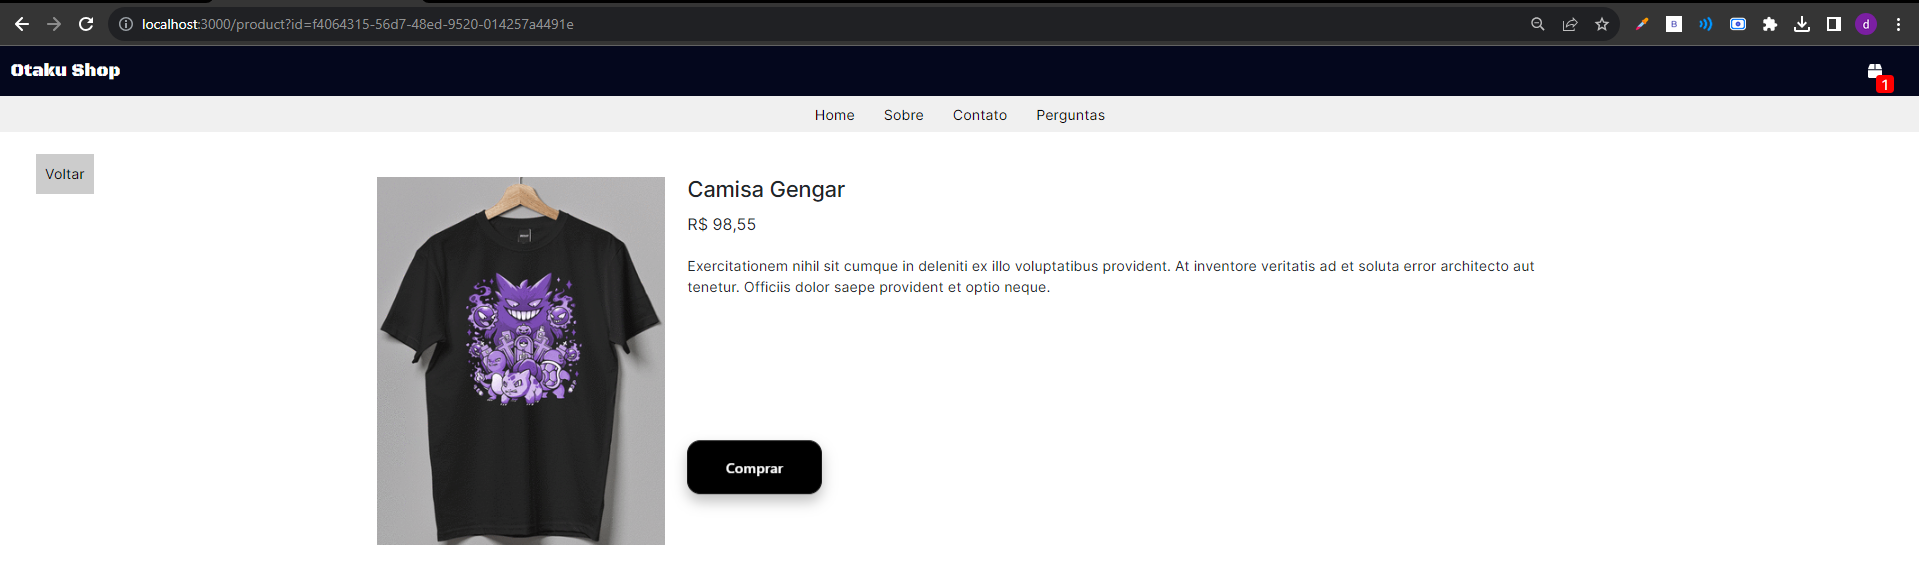 localhost:3000/product?id=f4064315-56d7-48ed-9520-014257a4491e
d
Otaku Shop
1
Home Sobre Contato Perguntas
Voltar
Camisa Gengar
R$ 98,55
Exercitationem nihil sit cumque in deleniti ex illo voluptatibus provident. At inventore veritatis ad et soluta error architecto aut
tenetur. Officiis dolor saepe provident et optio neque.
Comprar